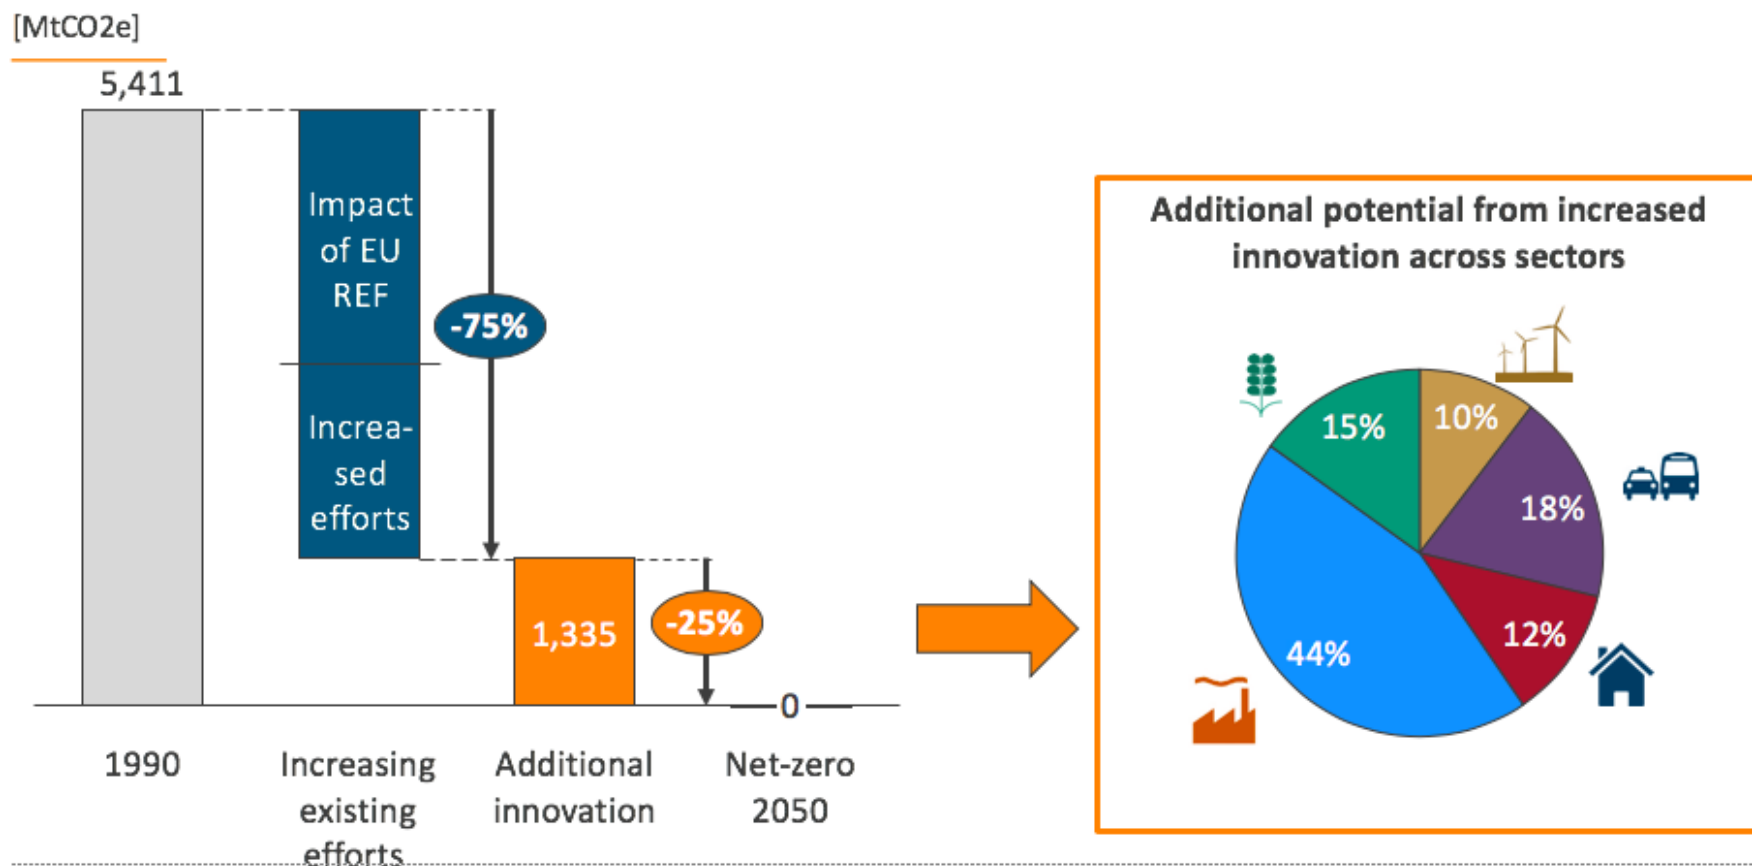 [MtCO2e]
5,411
Impact
of EU
REF
-75%
Increa-
sed
efforts
1,335
-25%
0
1990
Increasing
existing
efforts
Additional
innovation
Net-zero
2050
Additional potential from increased
innovation across sectors
15%
10%
18%
12%
44%